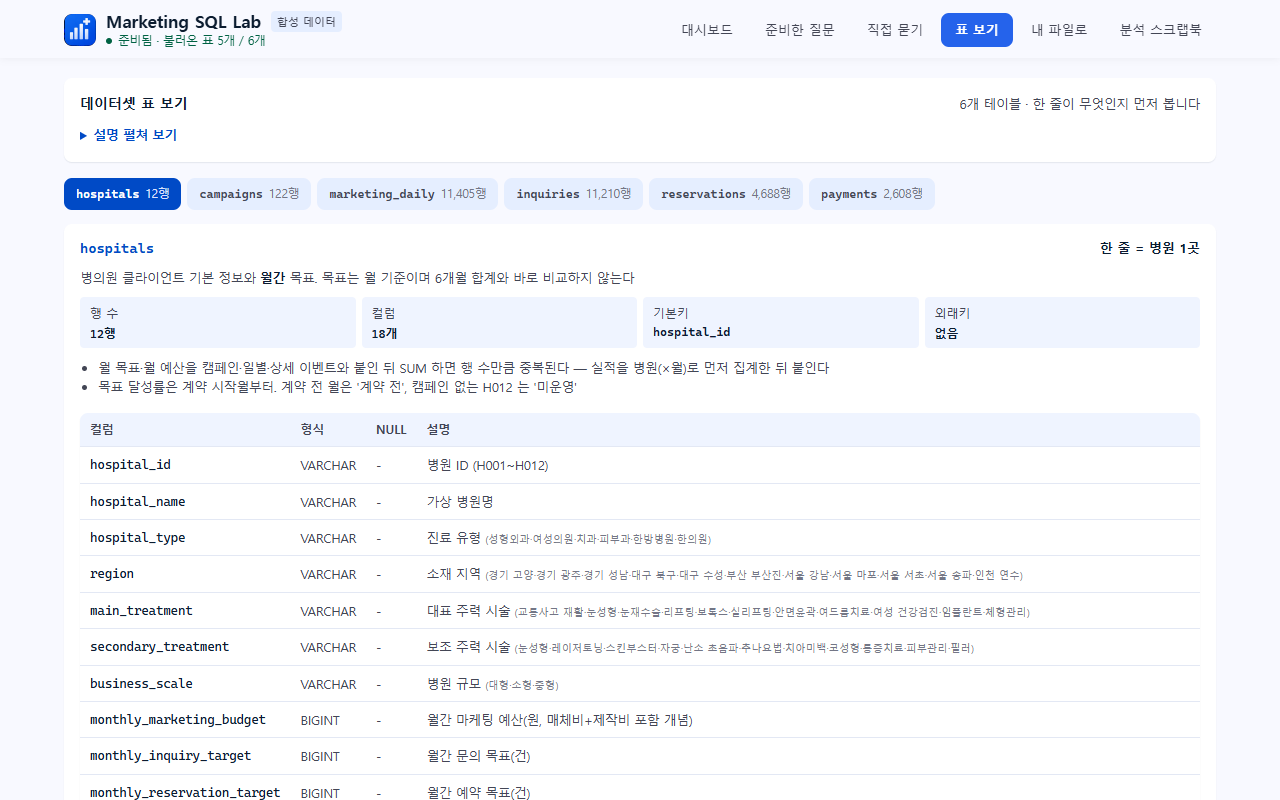 Marketing SQL Lab 합성 데이터
준비됨 · 불러온 표 5개 / 6개
대시보드 준비한 질문 직접 묻기 표 보기 내 파일로 분석 스크랩북
데이터셋 표 보기 6개 테이블 · 한 줄이 무엇인지 먼저 봅니다
▶ 설명 펼쳐 보기
hospitals 12행 campaigns 122행 marketing_daily 11,405행 inquiries 11,210행 reservations 4,688행 payments 2,608행
hospitals 한 줄 = 병원 1곳
병의원 클라이언트 기본 정보와 월간 목표. 목표는 월 기준이며 6개월 합계와 바로 비교하지 않는다
행 수 컬럼 기본키 외래키
12행 18개 hospital_id 없음
• 월 목표·월 예산을 캠페인·일별·상세 이벤트와 붙인 뒤 SUM 하면 행 수만큼 중복된다 — 실적을 병원(×월)로 먼저 집계한 뒤 붙인다
• 목표 달성률은 계약 시작월부터. 계약 전 월은 '계약 전', 캠페인 없는 H012 는 '미운영'
컬럼 형식 NULL 설명
hospital_id VARCHAR - 병원 ID (H001~H012)
hospital_name VARCHAR - 가상 병원명
hospital_type VARCHAR - 진료 유형 (성형외과·여성의원·치과·피부과·한방병원·한의원)
region VARCHAR - 소재 지역 (경기 고양·경기 광주·경기 성남·대구 북구·대구 수성·부산 부산진·서울 강남·서울 마포·서울 서초·서울 송파·인천 연수)
main_treatment VARCHAR - 대표 주력 시술 (교통사고 재활·눈성형·눈재수술·리프팅·보톡스·실리프팅·안면윤곽·여드름치료·여성 건강검진·임플란트·체형관리)
secondary_treatment VARCHAR - 보조 주력 시술 (눈성형·레이저토닝·스킨부스터·자궁·난소 초음파·추나요법·치아미백·코성형·통증치료·피부관리·필러)
business_scale VARCHAR - 병원 규모 (대형·소형·중형)
monthly_marketing_budget BIGINT - 월간 마케팅 예산(원, 매체비+제작비 포함 개념)
monthly_inquiry_target BIGINT - 월간 문의 목표(건)
monthly_reservation_target BIGINT - 월간 예약 목표(건)